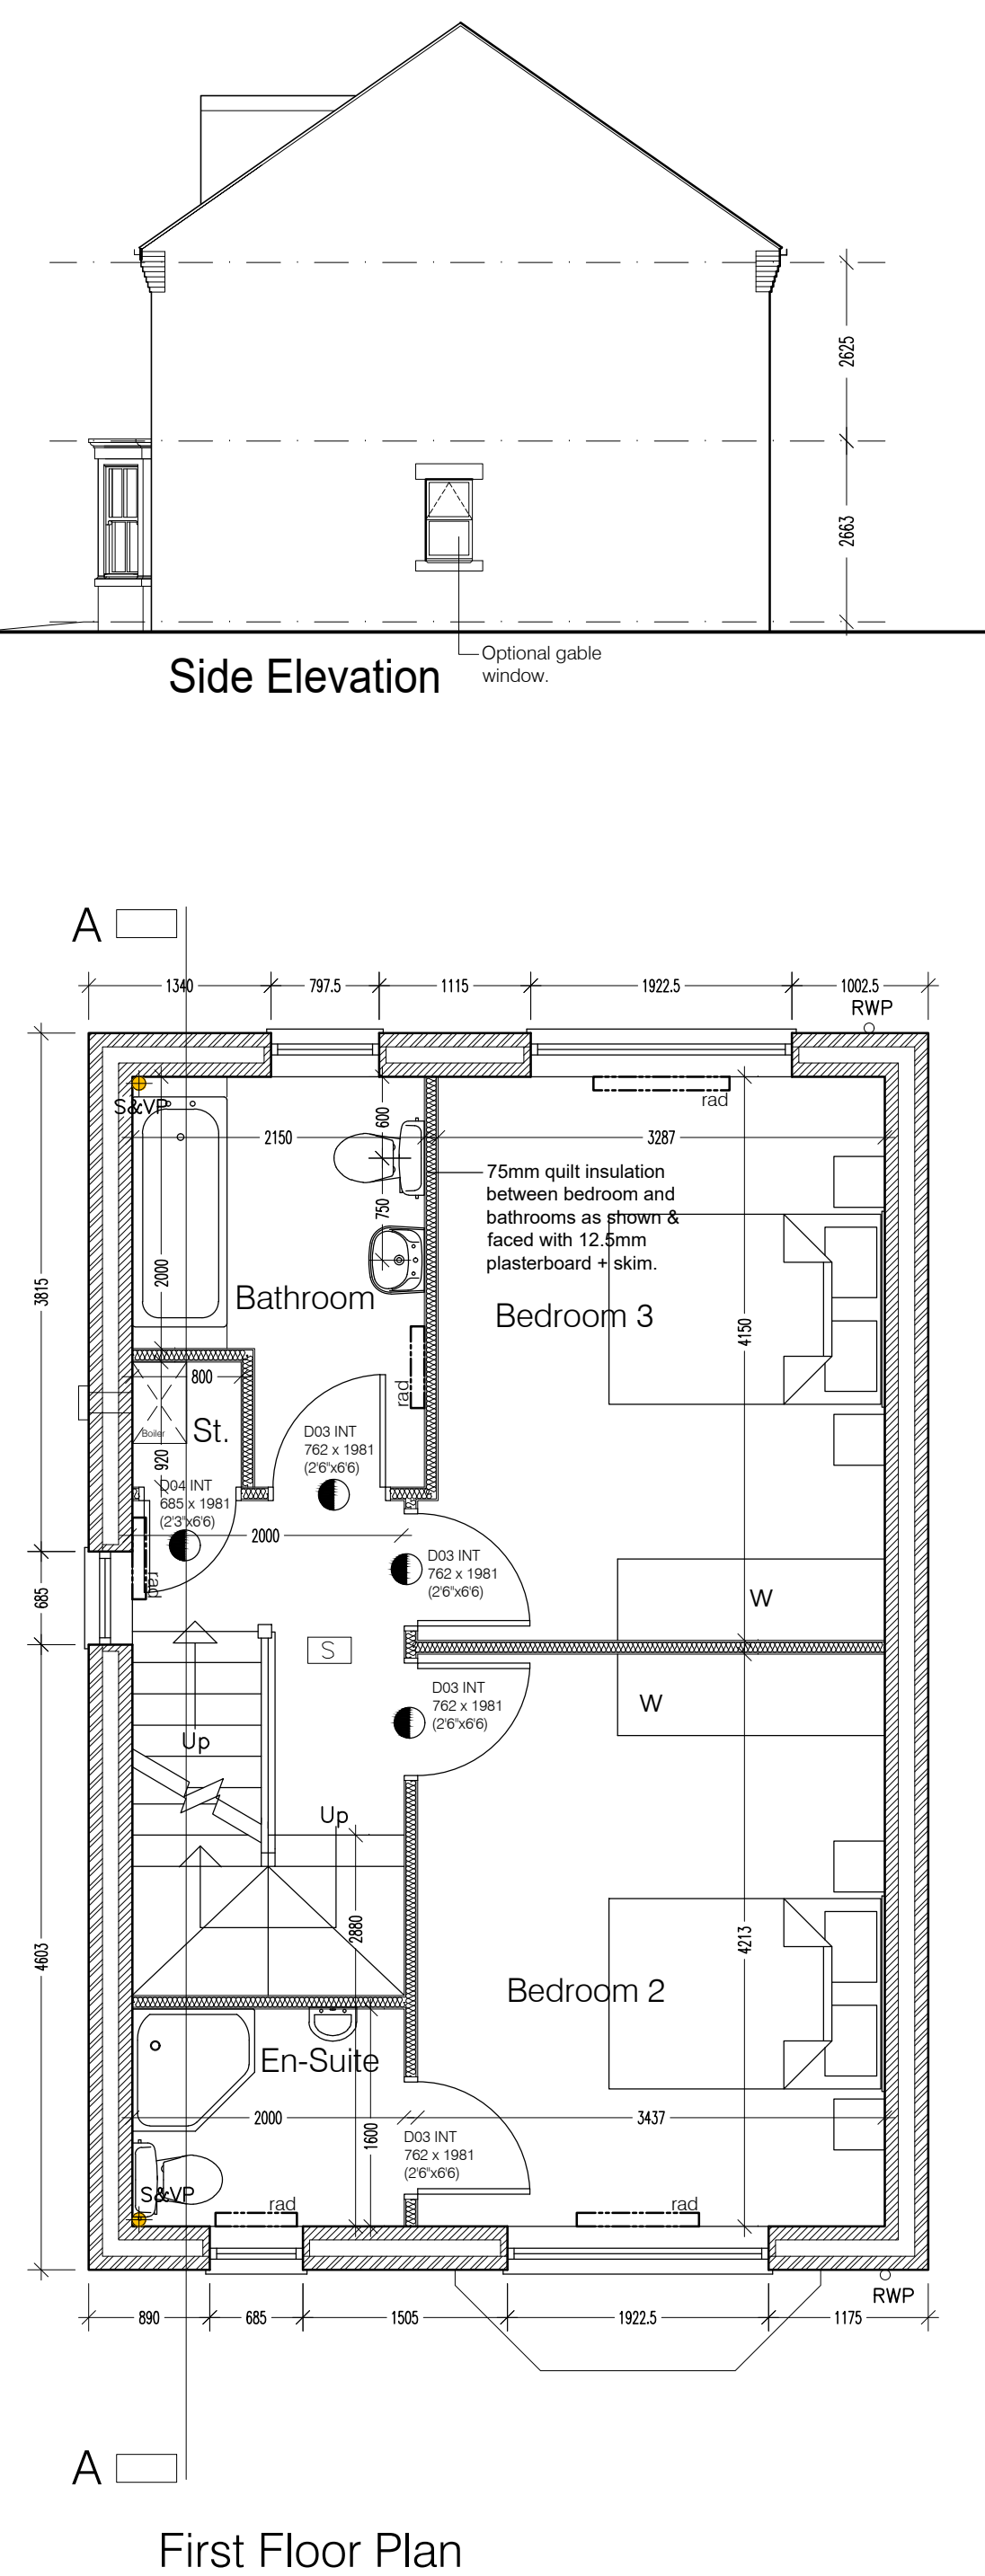 2625
2663
Optional gable
window.
Side Elevation
A
1340
797.5
1115
1922.5
1002.5
RWP
rad
S&VP
600
2150
3287
75mm quilt insulation
between bedroom and
bathrooms as shown &
faced with 12.5mm
plasterboard + skim.
750
2000
Bathroom
3815
Bedroom 3
4150
800
rad
Boiler
St.
D03 INT
762 x 1981
(2'6"x6'6)
920
D04 INT
685 x 1981
(2'3"x6'6)
2000
D03 INT
762 x 1981
(2'6"x6'6)
rad
685
W
S
D03 INT
762 x 1981
(2'6"x6'6)
W
Up
Up
2880
4603
4213
Bedroom 2
En-Suite
2000
3437
1600
D03 INT
762 x 1981
(2'6"x6'6)
S&VP
rad
rad
RWP
890
685
1505
1922.5
1175
A
First Floor Plan